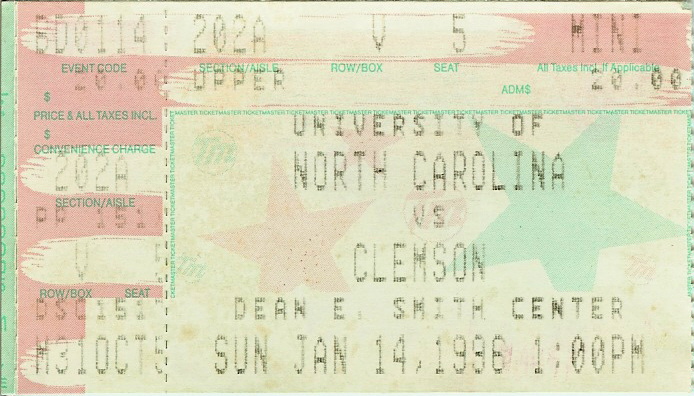 BD0114 202A V 5 MINI
EVENT CODE SECTION/AISLE ROW/BOX SEAT All Taxes Incl. If Applicable
20.00 UPPER ADM$ 20.00
$
PRICE & ALL TAXES INCL.
$
CONVENIENCE CHARGE
202A
SECTION/AISLE
V
ROW/BOX SEAT
UNIVERSITY OF
NORTH CAROLINA
VS
CLEMSON
DEAN E. SMITH CENTER
SUN JAN 14,1996 1:00PM